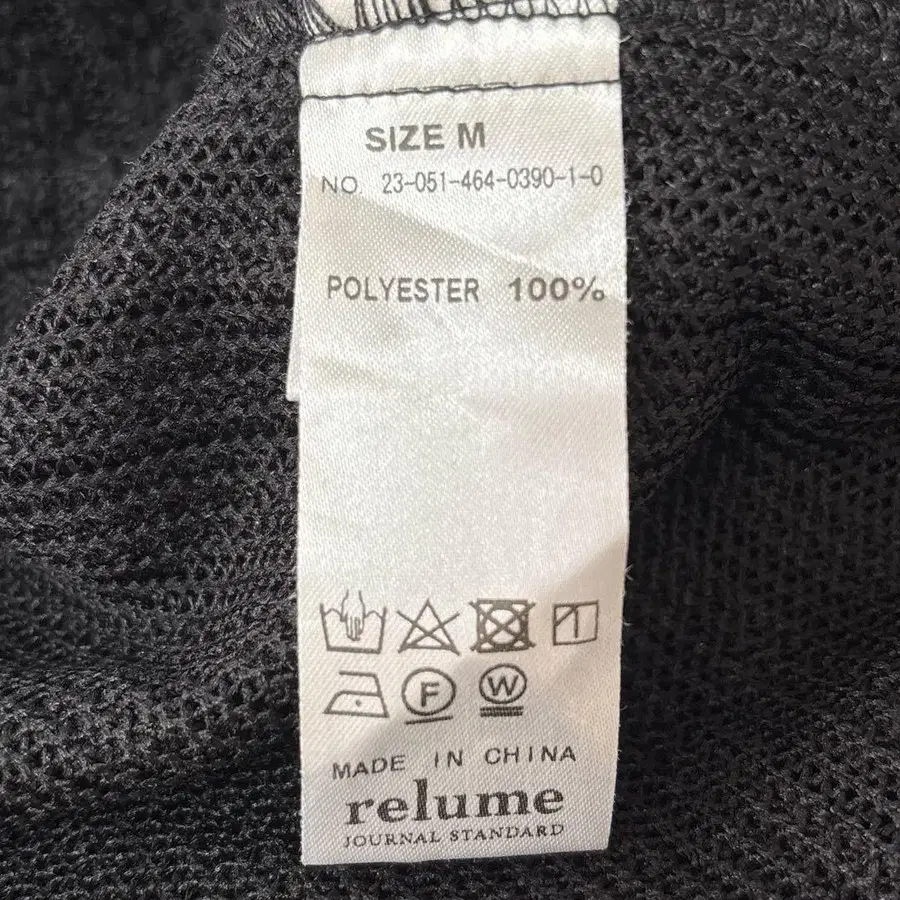 SIZE M
NO. 23-051-464-0390-1-0
POLYESTER 100%
F W
MADE IN CHINA
relume
JOURNAL STANDARD